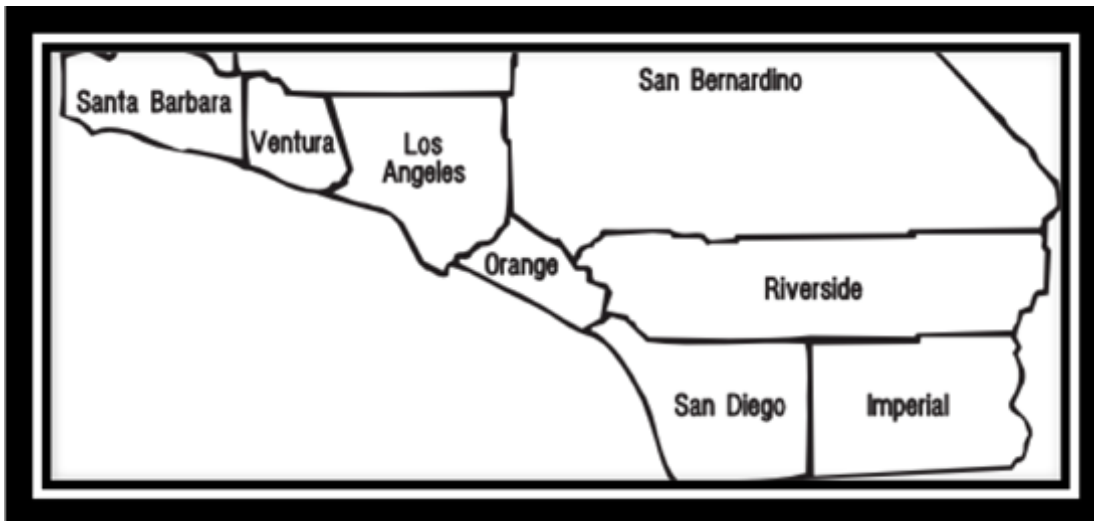 San Bernardino
Santa Barbara
Ventura
Los
Angeles
Orange
Riverside
San Diego
Imperial